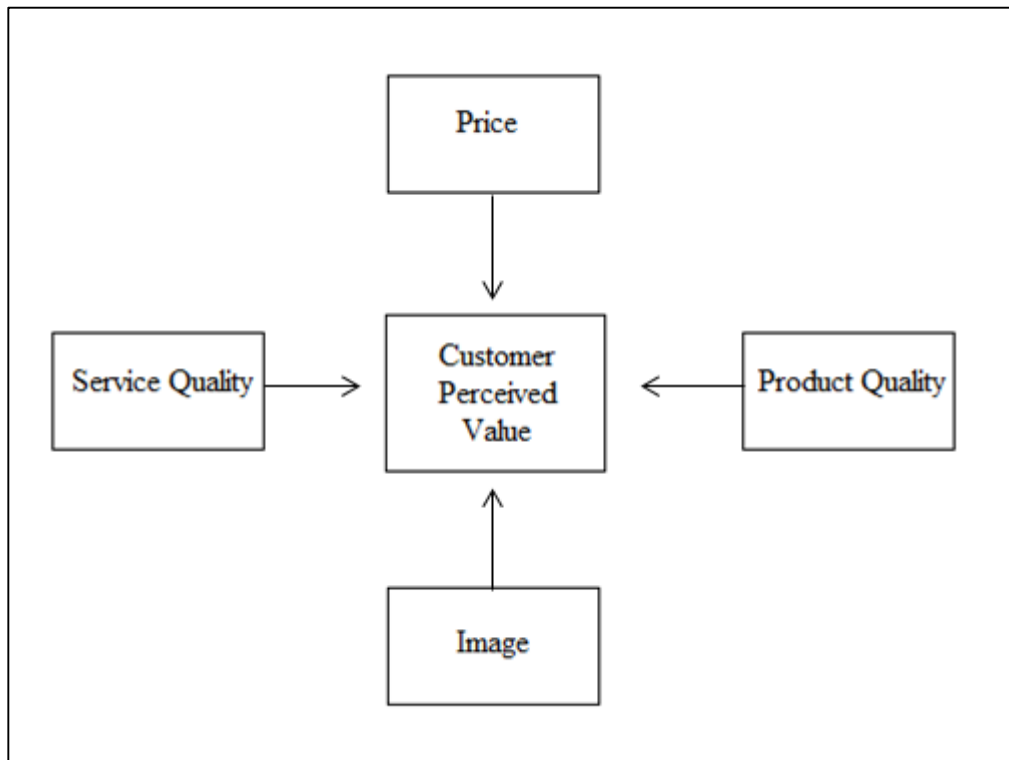 Price
Service Quality
Customer
Perceived
Value
Product Quality
Image